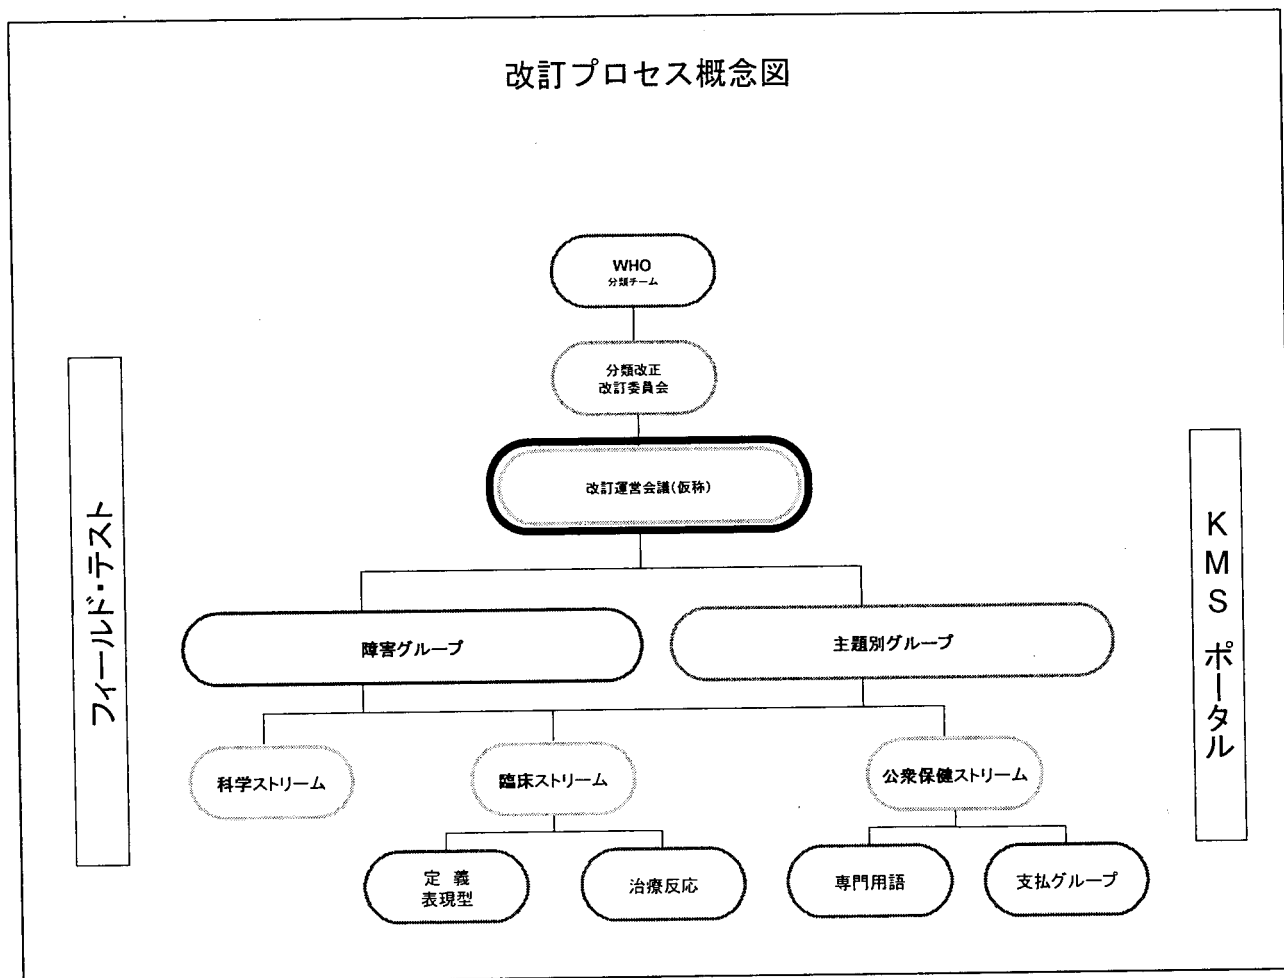 改訂プロセス概念図
WHO
分類チーム
分類改正
改訂委員会
改訂運営会議(仮称)
フィールド・テスト
KMS ポータル
障害グループ
主題別グループ
科学ストリーム
臨床ストリーム
公衆保健ストリーム
定 義
表現型
治療反応
専門用語
支払グループ